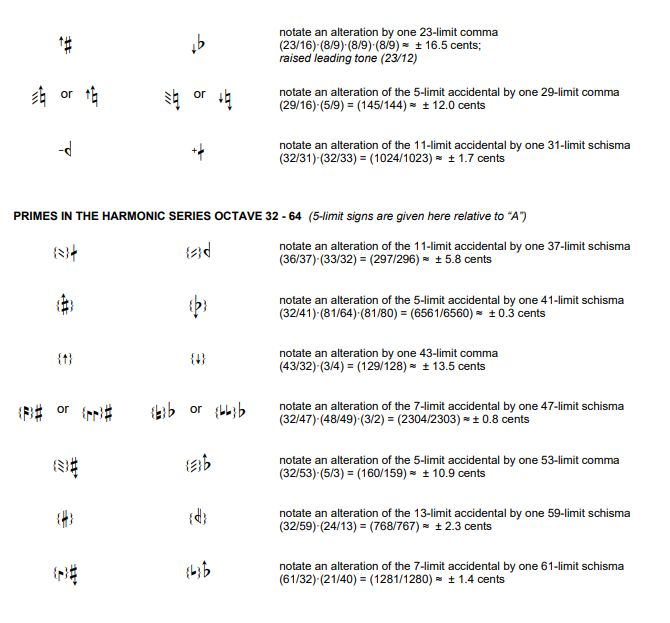 notate an alteration by one 23-limit comma
(23/16)·(8/9)·(8/9)·(8/9) ≈ ± 16.5 cents;
raised leading tone (23/12)
or or notate an alteration of the 5-limit accidental by one 29-limit comma
(29/16)·(5/9) = (145/144) ≈ ± 12.0 cents
notate an alteration of the 11-limit accidental by one 31-limit schisma
(32/31)·(32/33) = (1024/1023) ≈ ± 1.7 cents
PRIMES IN THE HARMONIC SERIES OCTAVE 32 - 64 (5-limit signs are given here relative to “A”)
notate an alteration of the 11-limit accidental by one 37-limit schisma
(36/37)·(33/32) = (297/296) ≈ ± 5.8 cents
notate an alteration of the 5-limit accidental by one 41-limit schisma
(32/41)·(81/64)·(81/80) = (6561/6560) ≈ ± 0.3 cents
notate an alteration by one 43-limit comma
(43/32)·(3/4) = (129/128) ≈ ± 13.5 cents
or or notate an alteration of the 7-limit accidental by one 47-limit schisma
(32/47)·(48/49)·(3/2) = (2304/2303) ≈ ± 0.8 cents
notate an alteration of the 5-limit accidental by one 53-limit comma
(32/53)·(5/3) = (160/159) ≈ ± 10.9 cents
notate an alteration of the 13-limit accidental by one 59-limit schisma
(32/59)·(24/13) = (768/767) ≈ ± 2.3 cents
notate an alteration of the 7-limit accidental by one 61-limit schisma
(61/32)·(21/40) = (1281/1280) ≈ ± 1.4 cents